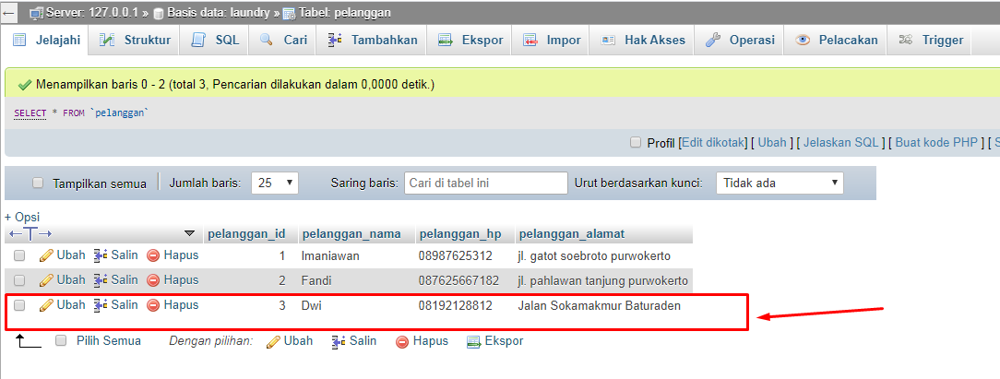 ← Server: 127.0.0.1 » Basis data: laundry » Tabel: pelanggan
Jelajahi Struktur SQL Cari Tambahkan Ekspor Impor Hak Akses Operasi Pelacakan Trigger
Menampilkan baris 0 - 2 (total 3, Pencarian dilakukan dalam 0,0000 detik.)
SELECT * FROM `pelanggan`
Profil [Edit dikotak] [ Ubah ] [ Jelaskan SQL ] [ Buat kode PHP ] [
Tampilkan semua Jumlah baris: 25 Saring baris: Cari di tabel ini Urut berdasarkan kunci: Tidak ada
+ Opsi
←T→ pelanggan_id pelanggan_nama pelanggan_hp pelanggan_alamat
Ubah Salin Hapus 1 Imaniawan 08987625312 jl. gatot soebroto purwokerto
Ubah Salin Hapus 2 Fandi 087625667182 jl. pahlawan tanjung purwokerto
Ubah Salin Hapus 3 Dwi 08192128812 Jalan Sokamakmur Baturaden
Pilih Semua Dengan pilihan: Ubah Salin Hapus Ekspor